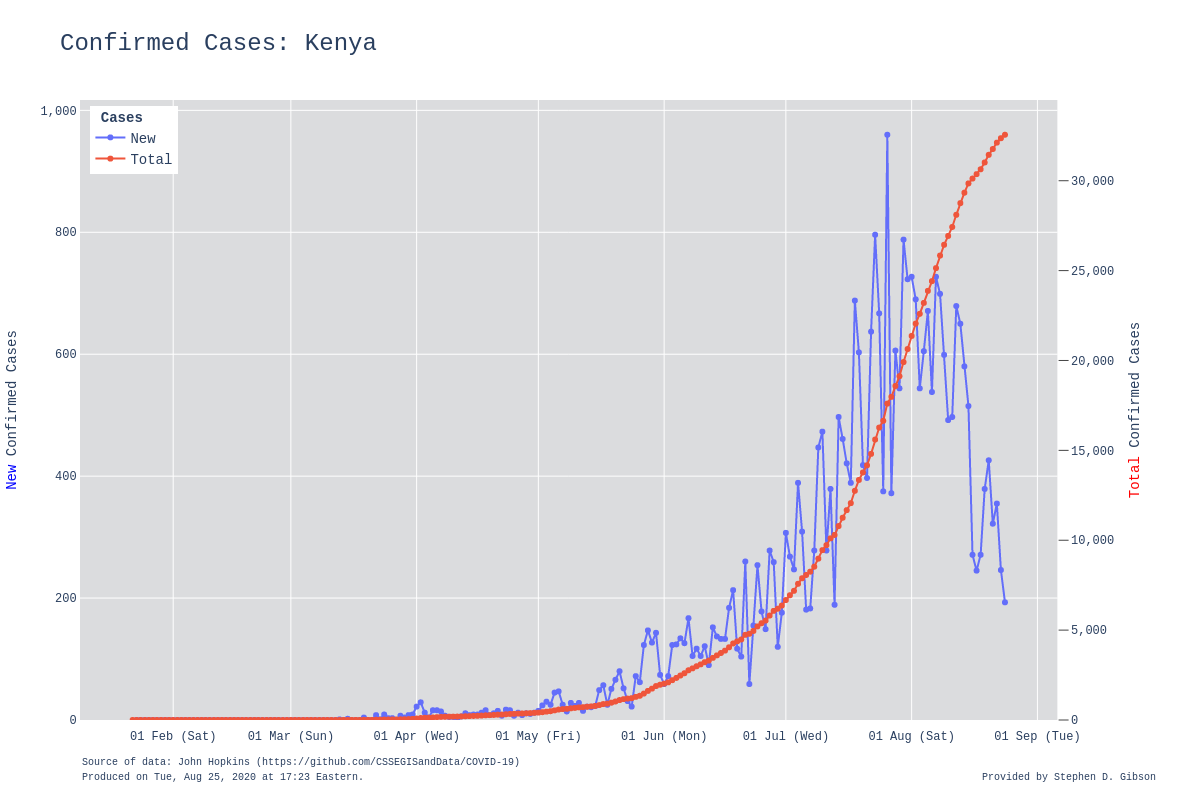 Confirmed Cases: Kenya
Cases
New
Total
1,000
800
600
400
200
0
30,000
25,000
20,000
15,000
10,000
5,000
0
New Confirmed Cases
Total Confirmed Cases
01 Feb (Sat) 01 Mar (Sun) 01 Apr (Wed) 01 May (Fri) 01 Jun (Mon) 01 Jul (Wed) 01 Aug (Sat) 01 Sep (Tue)
Source of data: John Hopkins (https://github.com/CSSEGISandData/COVID-19)
Produced on Tue, Aug 25, 2020 at 17:23 Eastern.
Provided by Stephen D. Gibson